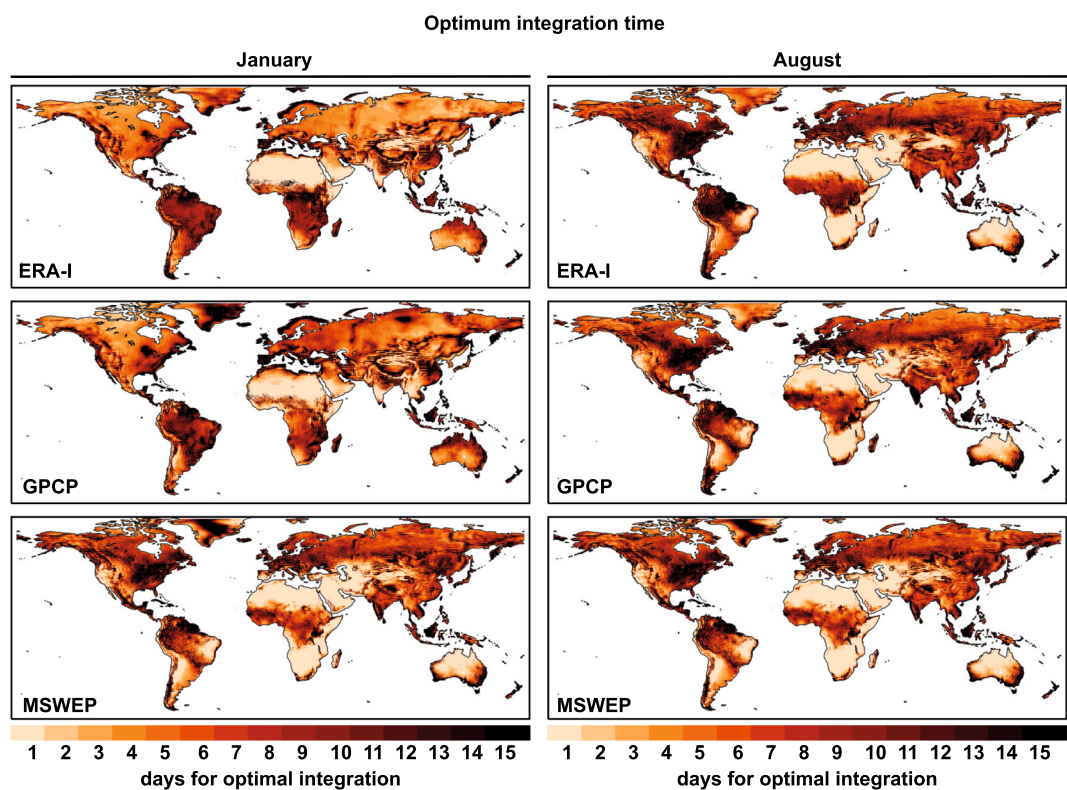 Optimum integration time
January August
ERA-I ERA-I
GPCP GPCP
MSWEP MSWEP
1 2 3 4 5 6 7 8 9 10 11 12 13 14 15 1 2 3 4 5 6 7 8 9 10 11 12 13 14 15
days for optimal integration days for optimal integration